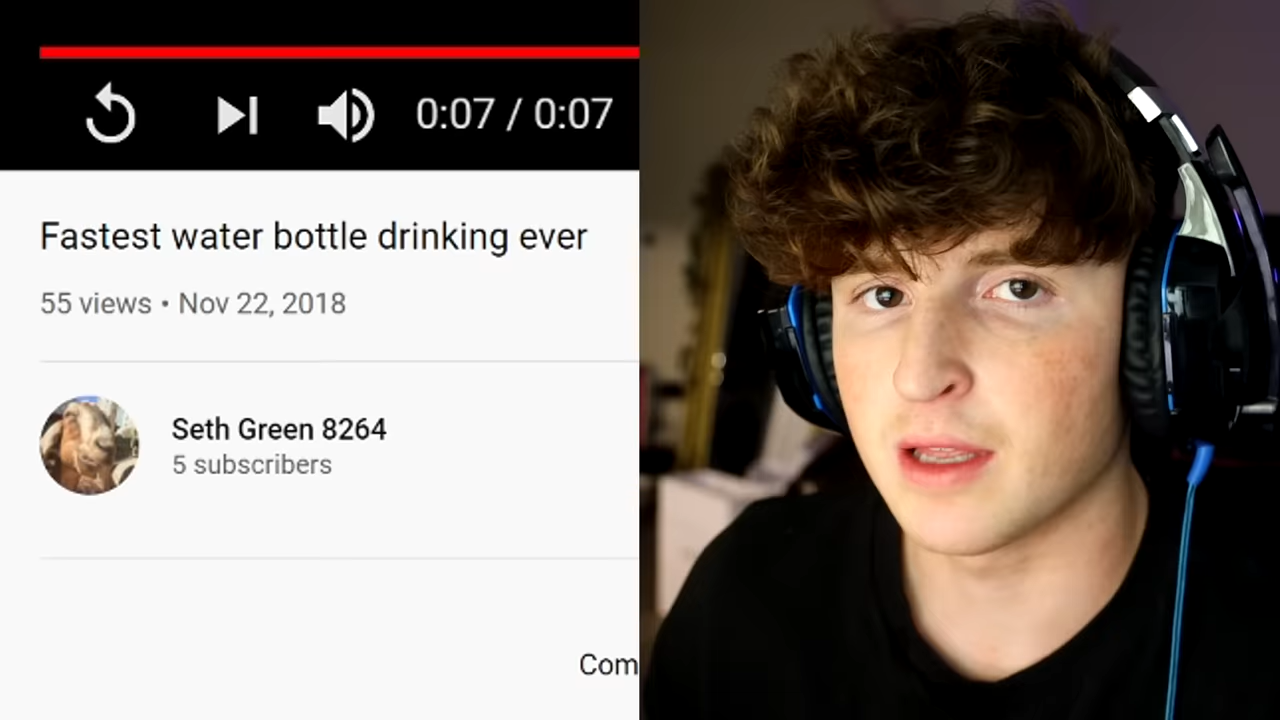 0:07 / 0:07
Fastest water bottle drinking ever
55 views • Nov 22, 2018
Seth Green 8264
5 subscribers
Com